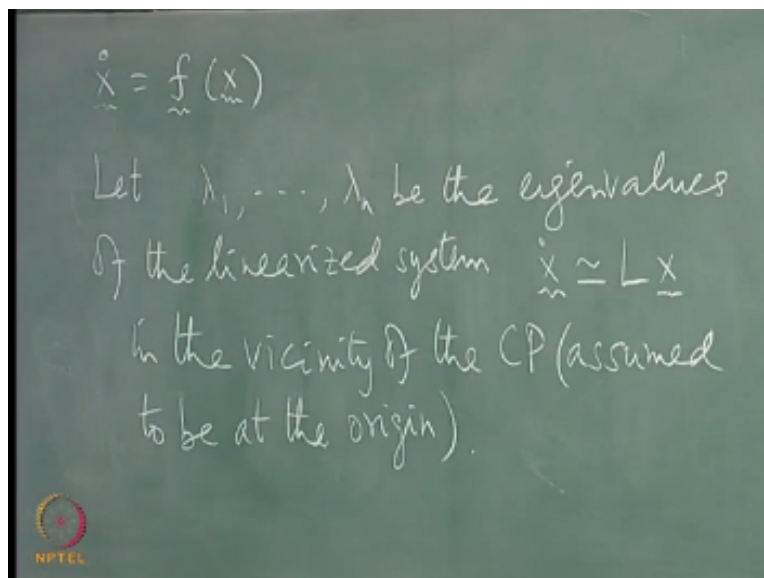 ẋ = f (x)
Let λ₁, ---, λₙ be the eigenvalues
Of the linearized system ẋ ≃ L x
in the vicinity Of the CP (assumed
to be at the origin).
NPTEL